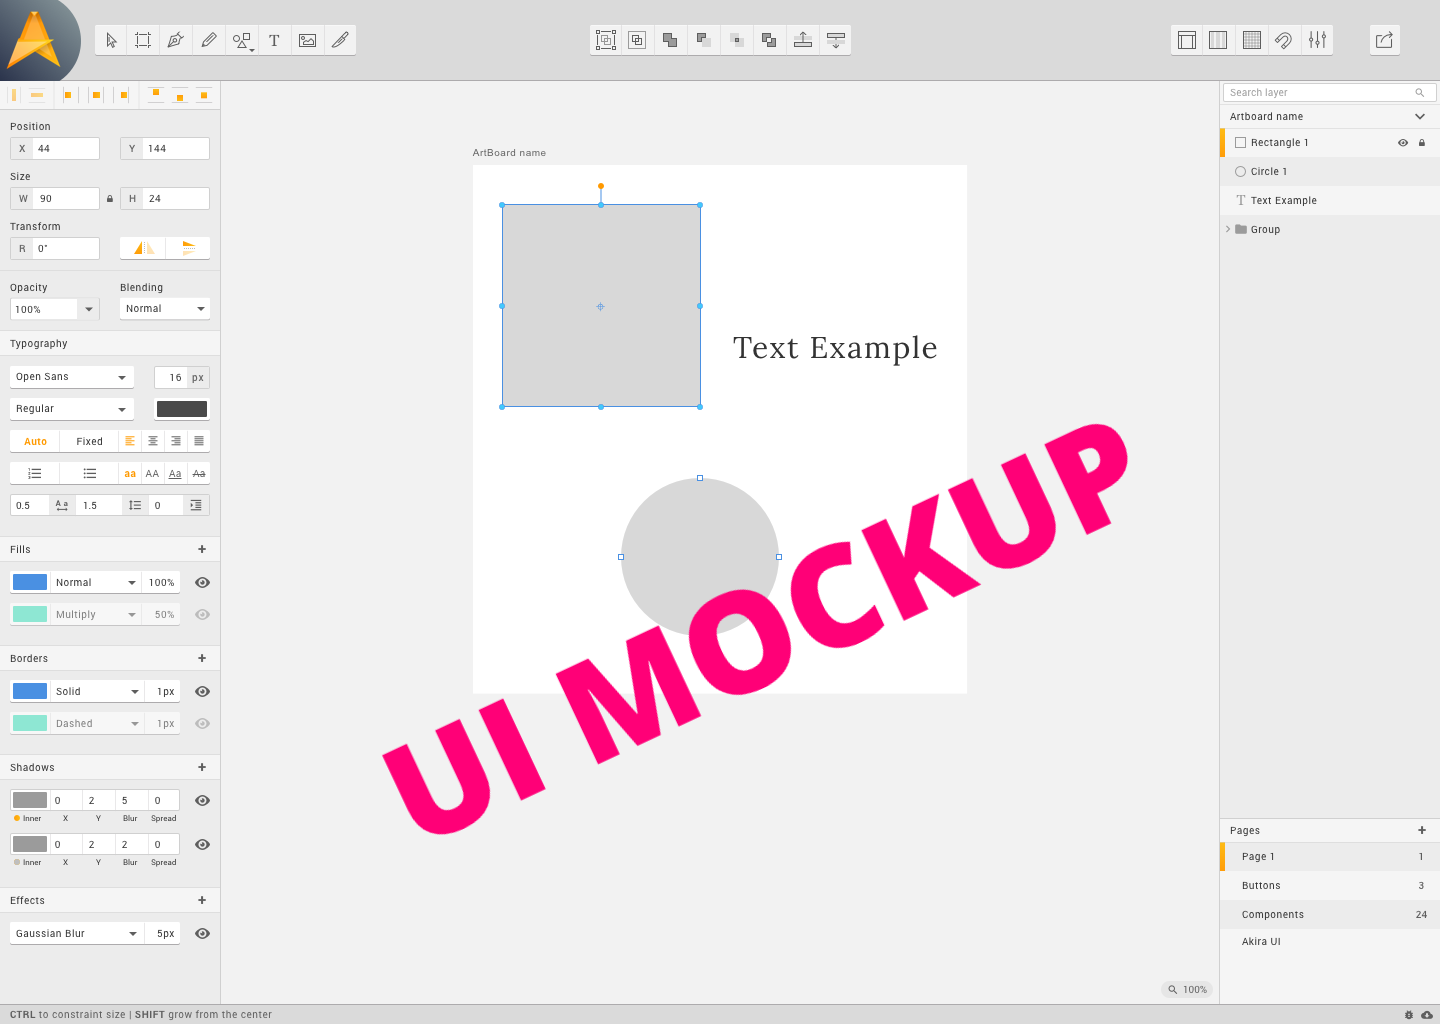 T
Position
X 44 Y 144
Size
W 90 H 24
Transform
R 0°
Opacity Blending
100% Normal
Typography
Open Sans 16 px
Regular
Auto Fixed
aa AA Aa Aa
0.5 A a 1.5 0
Fills +
Normal 100%
Multiply 50%
Borders +
Solid 1px
Dashed 1px
Shadows +
0 2 5 0
Inner X Y Blur Spread
0 2 2 0
Inner X Y Blur Spread
Effects +
Gaussian Blur 5px
ArtBoard name
Text Example
UI MOCKUP
100%
Search layer
Artboard name
Rectangle 1
Circle 1
T Text Example
Group
Pages +
Page 1 1
Buttons 3
Components 24
Akira UI
CTRL to constraint size | SHIFT grow from the center